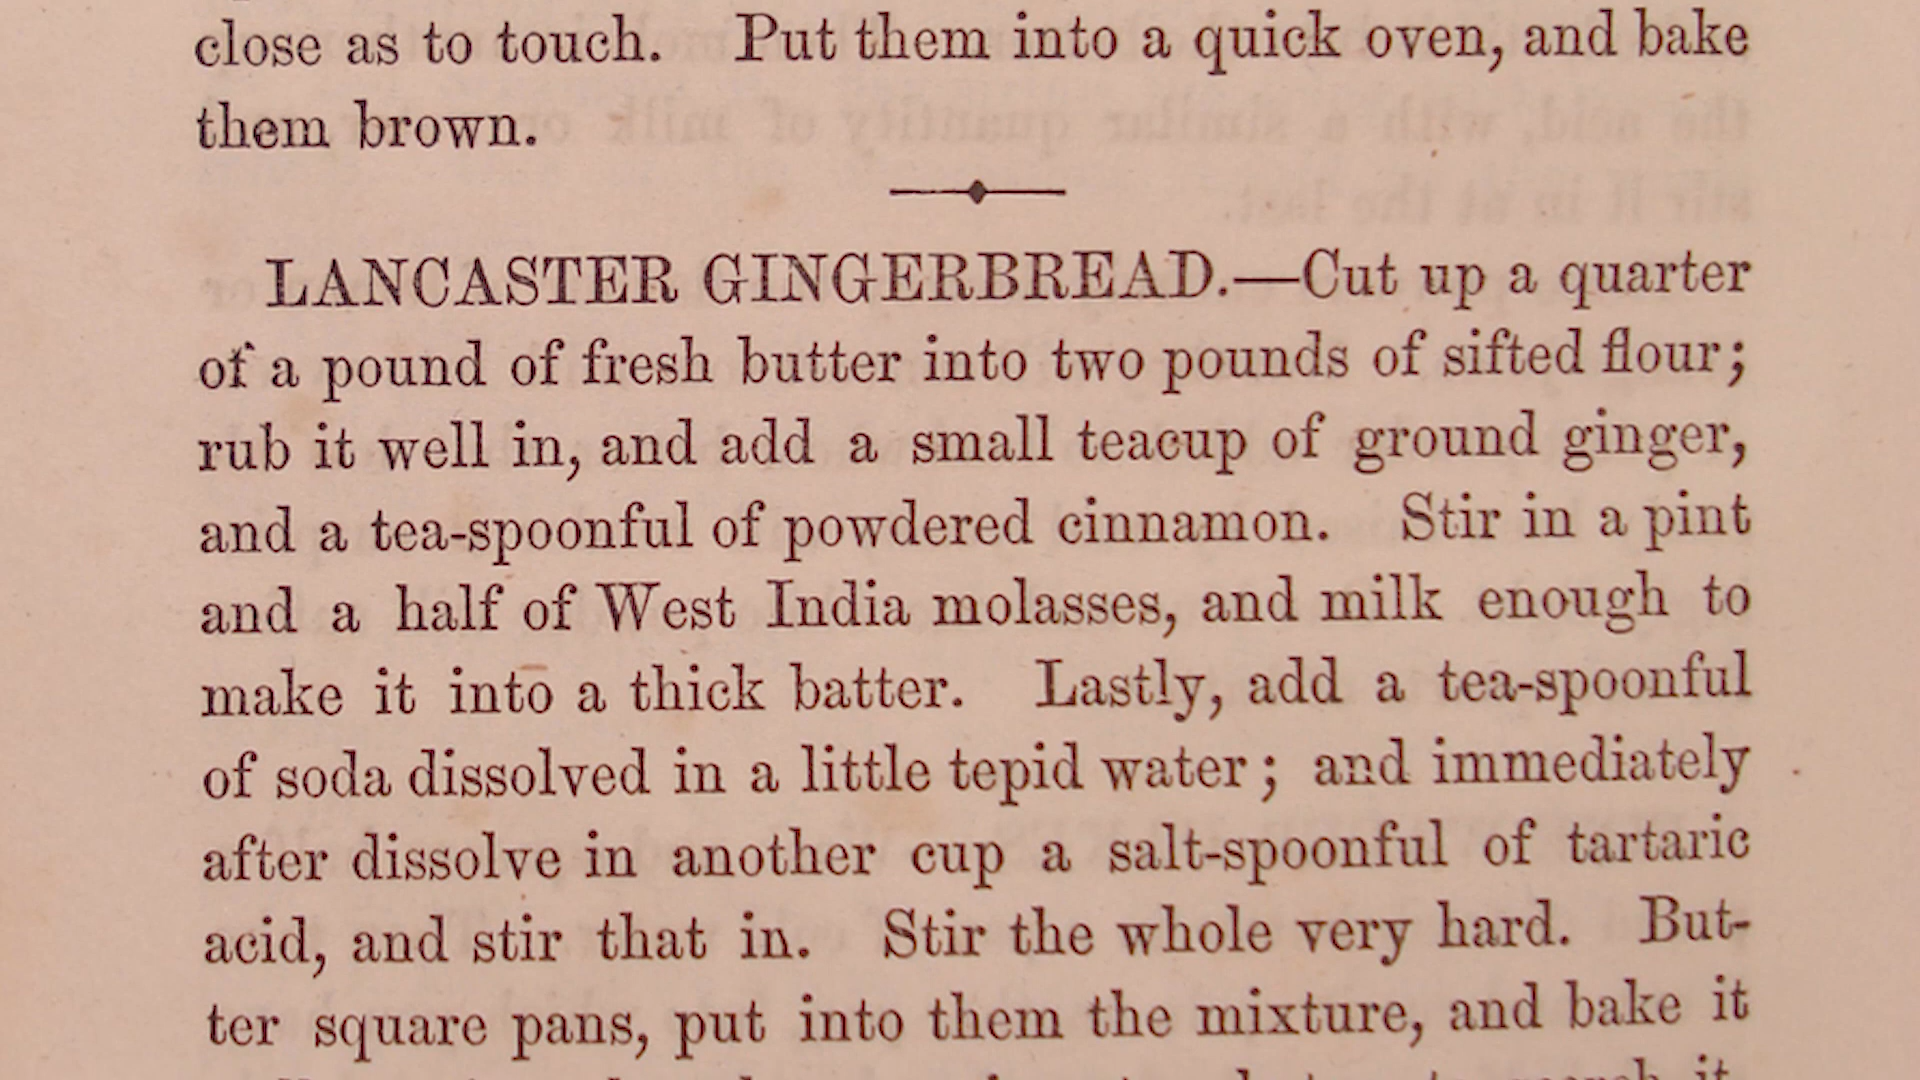 close as to touch. Put them into a quick oven, and bake
them brown.
LANCASTER GINGERBREAD.—Cut up a quarter
of a pound of fresh butter into two pounds of sifted flour;
rub it well in, and add a small teacup of ground ginger,
and a tea-spoonful of powdered cinnamon. Stir in a pint
and a half of West India molasses, and milk enough to
make it into a thick batter. Lastly, add a tea-spoonful
of soda dissolved in a little tepid water; and immediately
after dissolve in another cup a salt-spoonful of tartaric
acid, and stir that in. Stir the whole very hard. But-
ter square pans, put into them the mixture, and bake it
it